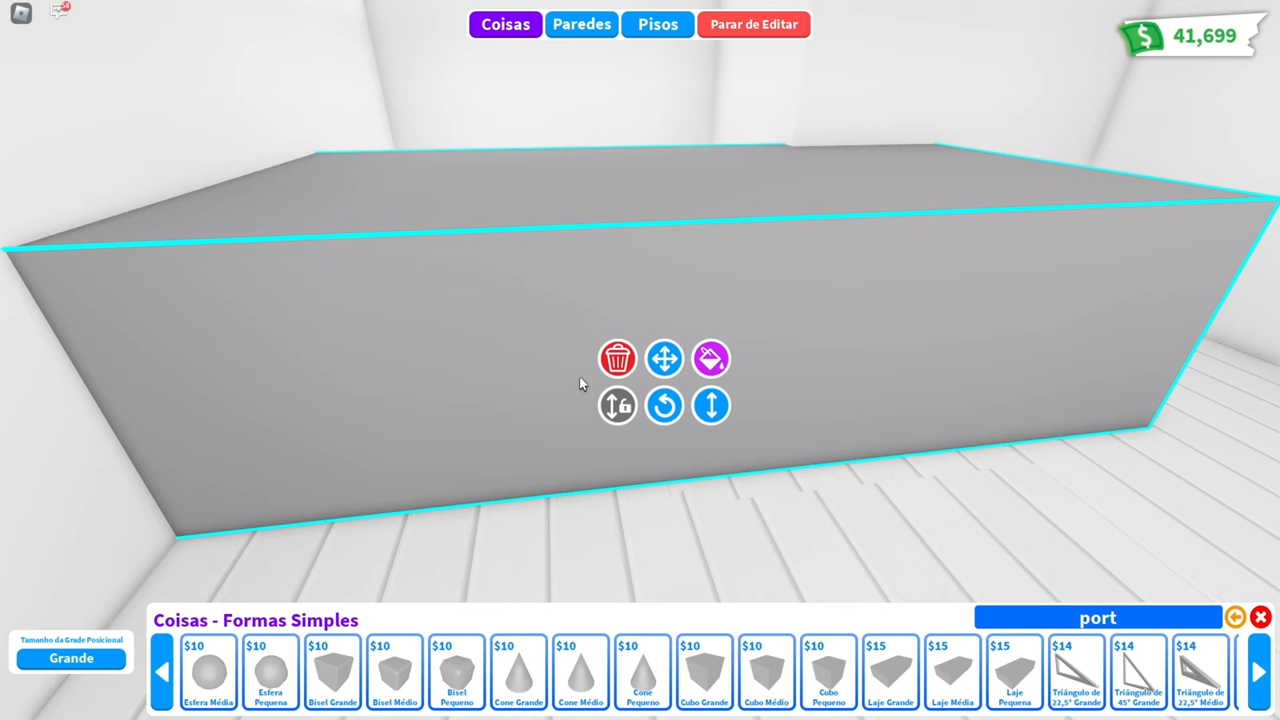 58
Coisas
Paredes
Pisos
Parar de Editar
$ 41,699
Coisas - Formas Simples
port
Tamanho da Grade Posicional
Grande
$10
Esfera Média
$10
Esfera
Pequena
$10
Bisel Grande
$10
Bisel Médio
$10
Bisel
Pequeno
$10
Cone Grande
$10
Cone Médio
$10
Cone
Pequeno
$10
Cubo Grande
$10
Cubo Médio
$10
Cubo
Pequeno
$15
Laje Grande
$15
Laje Média
$15
Laje
Pequena
$14
Triângulo de
22,5° Grande
$14
Triângulo de
45° Grande
$14
Triângulo de
22,5° Médio